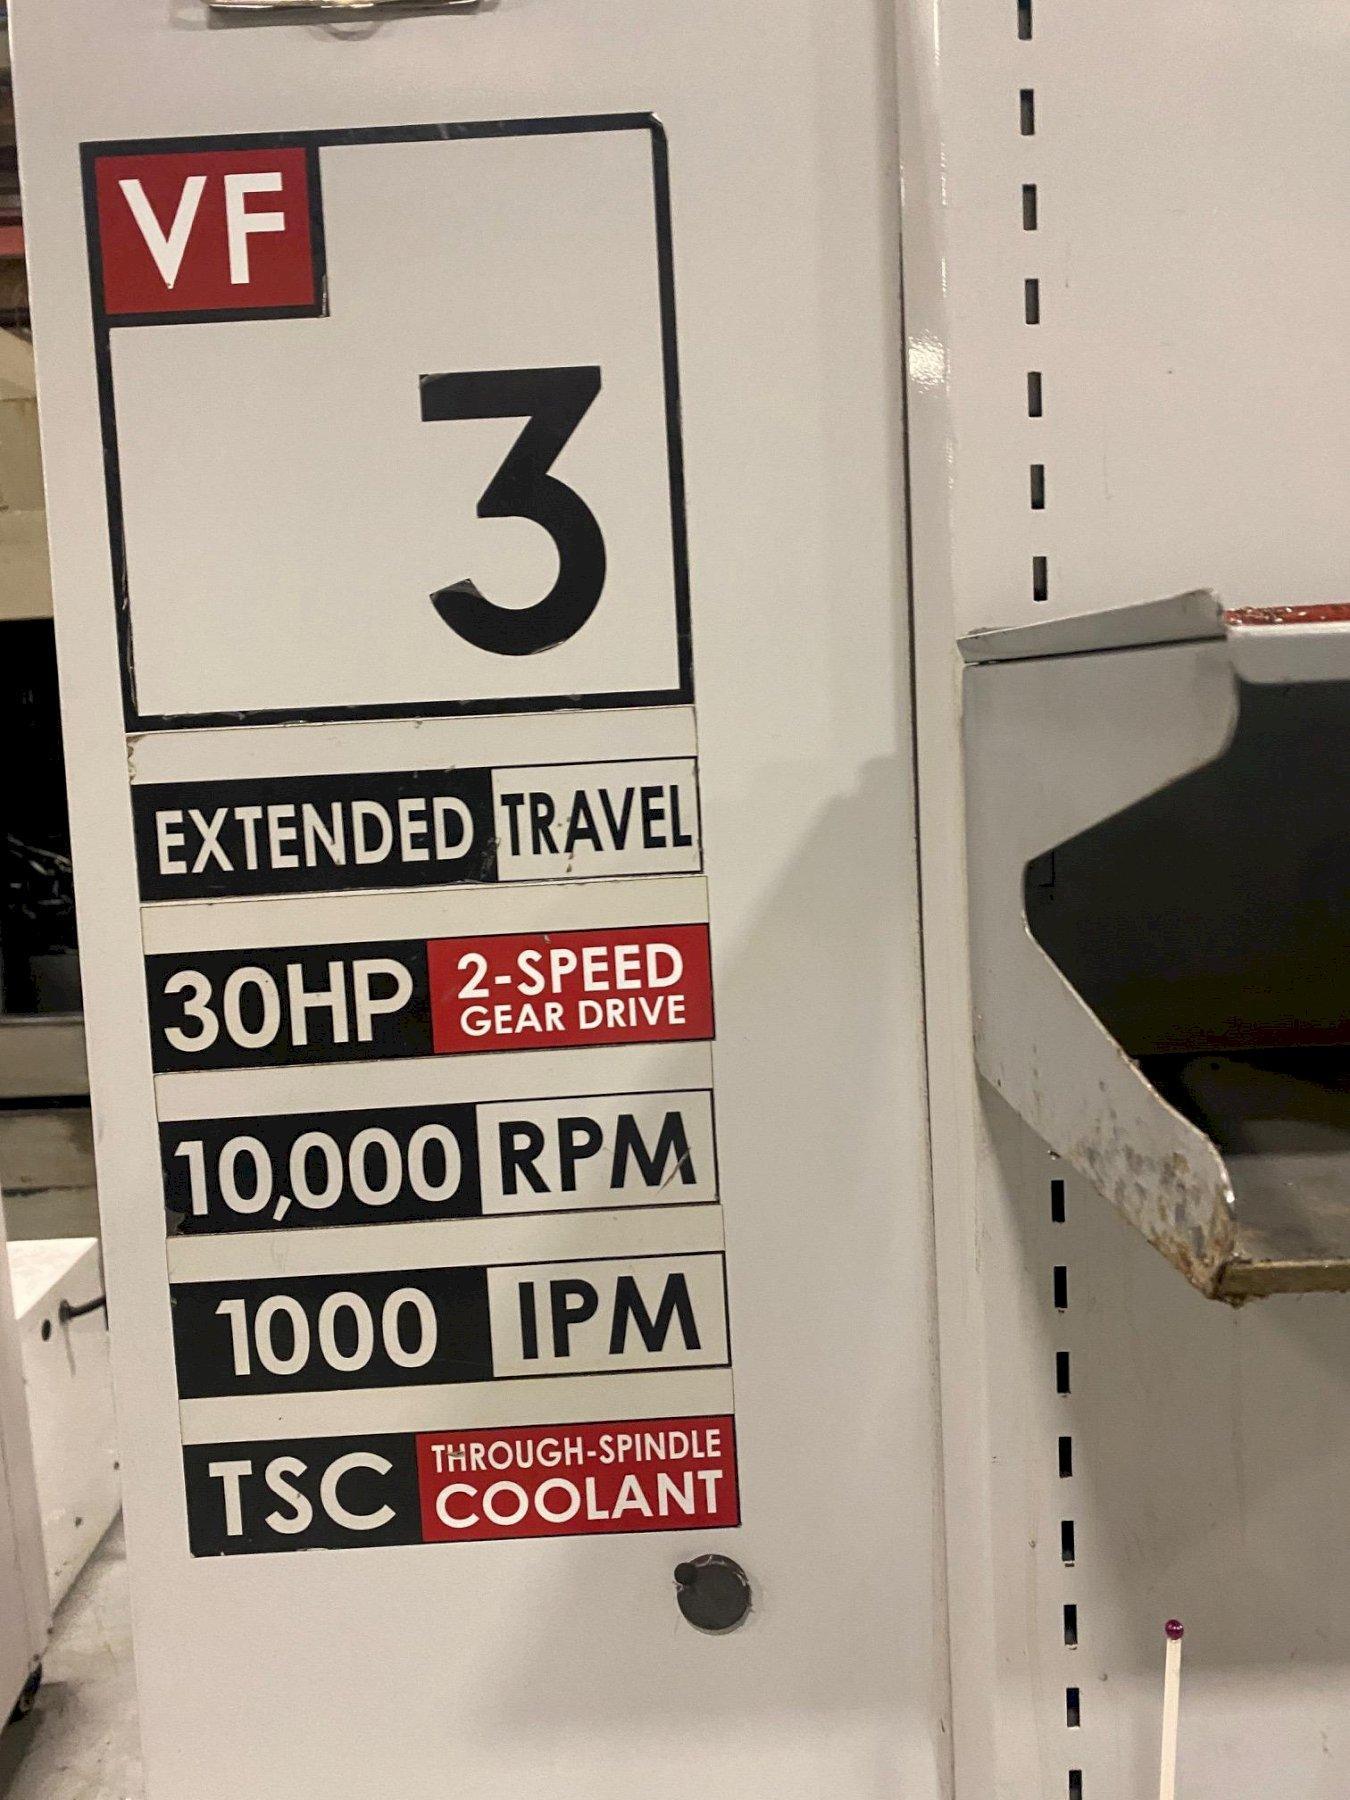 VF
3
EXTENDED TRAVEL
30HP 2-SPEED
GEAR DRIVE
10,000 RPM
1000 IPM
TSC THROUGH-SPINDLE
COOLANT